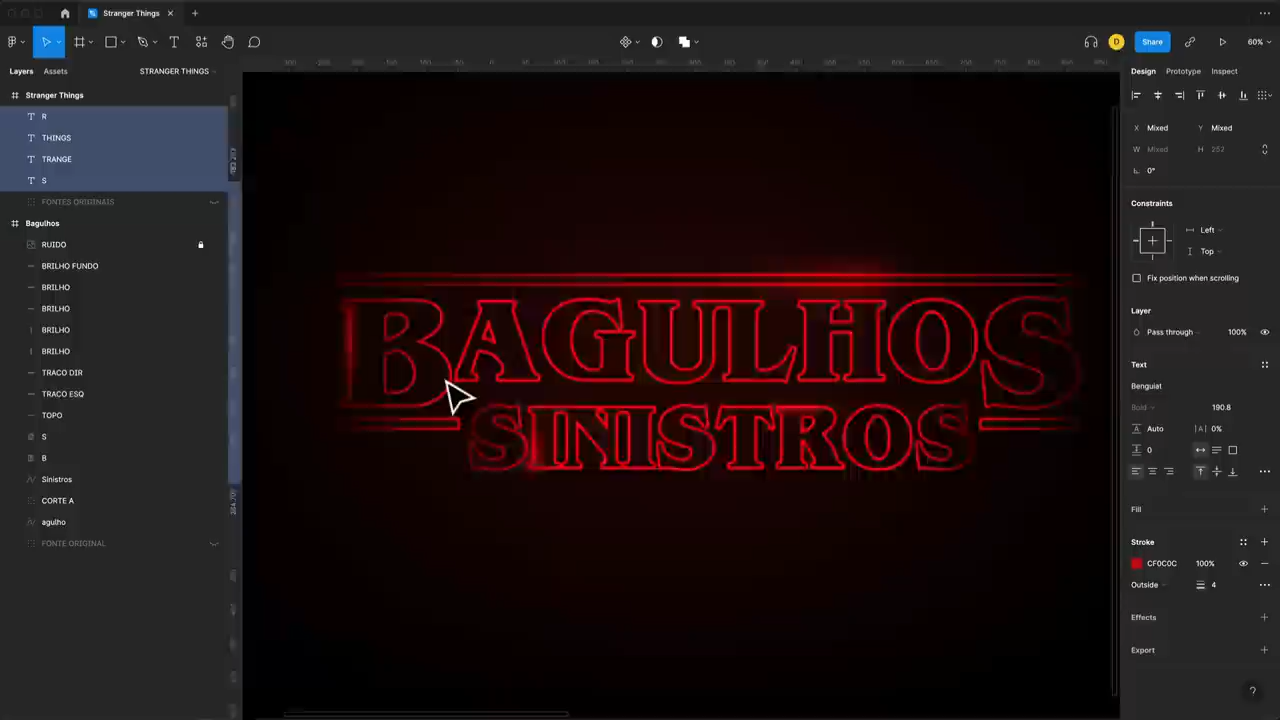 Stranger Things
Share
60%
Layers
Assets
STRANGER THINGS
Stranger Things
R
THINGS
TRANGE
S
FONTES ORIGINAIS
Bagulhos
RUIDO
BRILHO FUNDO
BRILHO
BRILHO
BRILHO
BRILHO
TRACO DIR
TRACO ESQ
TOPO
S
B
Sinistros
CORTE A
agulho
FONTE ORIGINAL
BAGULHOS
SINISTROS
Design
Prototype
Inspect
X Mixed
Y Mixed
W Mixed
H 252
0°
Constraints
Left
Top
Fix position when scrolling
Layer
Pass through
100%
Text
Benguiat
Bold
190.8
Auto
|A| 0%
0
Fill
Stroke
CF0C0C
100%
Outside
4
Effects
Export
?